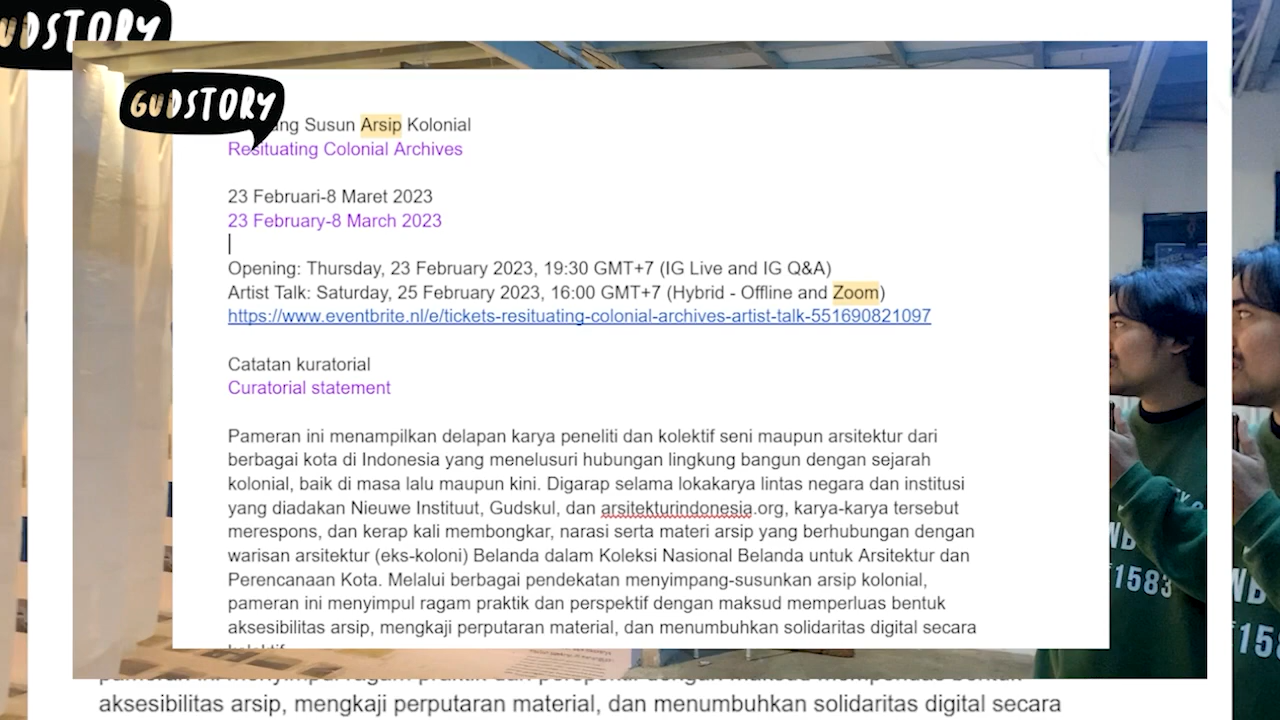 GUDSTORY
GUDSTORY
Susun Arsip Kolonial
Resituating Colonial Archives
23 Februari-8 Maret 2023
23 February-8 March 2023
Opening: Thursday, 23 February 2023, 19:30 GMT+7 (IG Live and IG Q&A)
Artist Talk: Saturday, 25 February 2023, 16:00 GMT+7 (Hybrid - Offline and Zoom)
https://www.eventbrite.nl/e/tickets-resituating-colonial-archives-artist-talk-551690821097
Catatan kuratorial
Curatorial statement
Pameran ini menampilkan delapan karya peneliti dan kolektif seni maupun arsitektur dari
berbagai kota di Indonesia yang menelusuri hubungan lingkung bangun dengan sejarah
kolonial, baik di masa lalu maupun kini. Digarap selama lokakarya lintas negara dan institusi
yang diadakan Nieuwe Instituut, Gudskul, dan arsitekturindonesia.org, karya-karya tersebut
merespons, dan kerap kali membongkar, narasi serta materi arsip yang berhubungan dengan
warisan arsitektur (eks-koloni) Belanda dalam Koleksi Nasional Belanda untuk Arsitektur dan
Perencanaan Kota. Melalui berbagai pendekatan menyimpang-susunkan arsip kolonial,
pameran ini menyimpul ragam praktik dan perspektif dengan maksud memperluas bentuk
aksesibilitas arsip, mengkaji perputaran material, dan menumbuhkan solidaritas digital secara
aksesibilitas arsip, mengkaji perputaran material, dan menumbuhkan solidaritas digital secara
1583